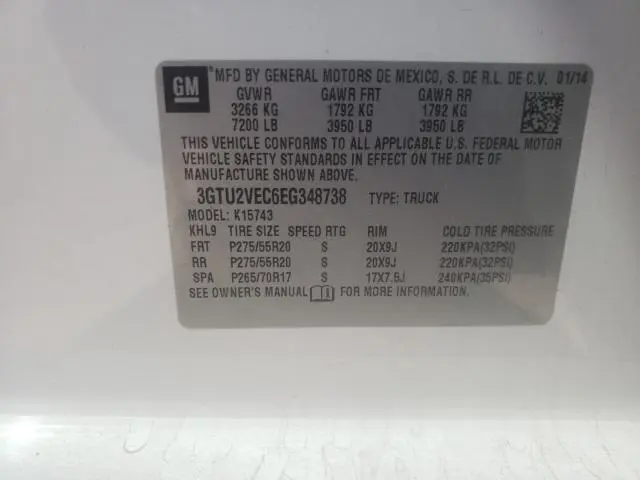 GM ®MFD BY GENERAL MOTORS DE MEXICO, S. DE R.L. DE C.V. 01/14
GVWR GAWR FRT GAWR RR
3266 KG 1792 KG 1792 KG
7200 LB 3950 LB 3950 LB
THIS VEHICLE CONFORMS TO ALL APPLICABLE U.S. FEDERAL MOTOR
VEHICLE SAFETY STANDARDS IN EFFECT ON THE DATE OF
MANUFACTURE SHOWN ABOVE.
3GTU2VEC6EG348738 TYPE: TRUCK
MODEL: K15743
KHL9 TIRE SIZE SPEED RTG RIM COLD TIRE PRESSURE
FRT P275/55R20 S 20X9J 220KPA(32PSI)
RR P275/55R20 S 20X9J 220KPA(32PSI)
SPA P265/70R17 S 17X7.5J 240KPA(35PSI)
SEE OWNER'S MANUAL FOR MORE INFORMATION.